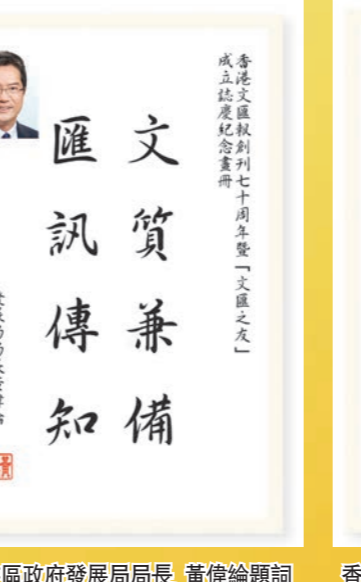 香港文匯報創刊七十周年暨「文匯之友」
成立誌慶紀念畫冊
文質兼備
匯訊傳知
區政府發展局局長 黃偉綸題詞
香